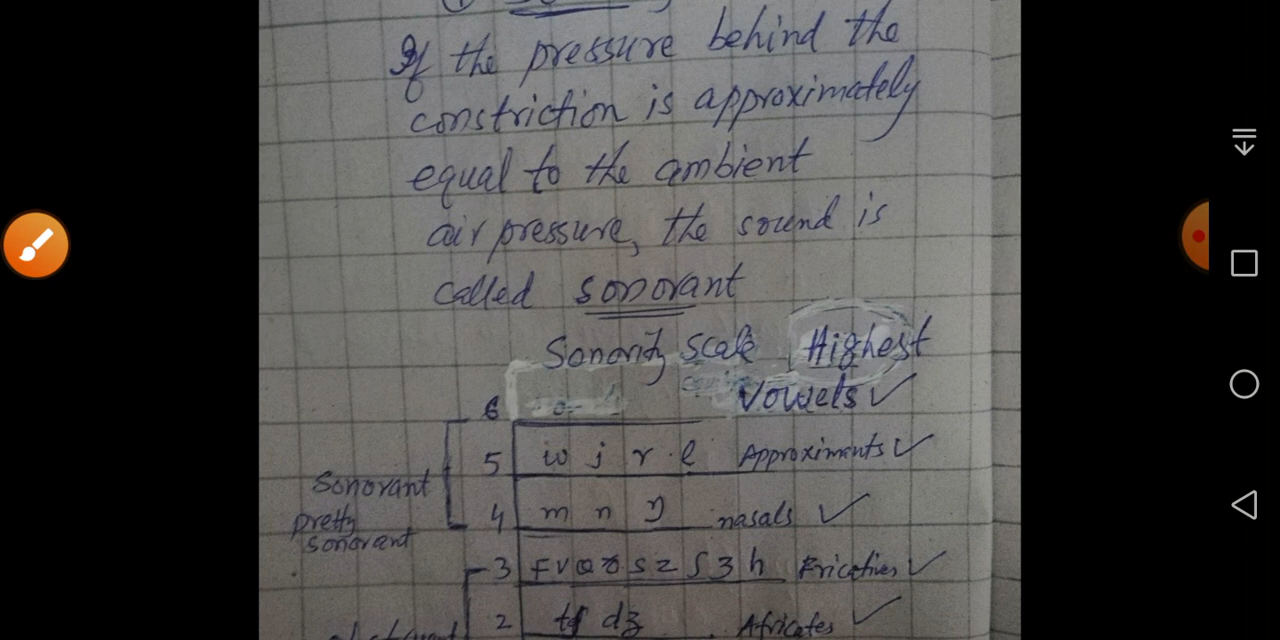 If the pressure behind the
constriction is approximately
equal to the ambient
air pressure, the sound is
called sonorant
Sonority Scale Highest
6 Vowels ✓
5 w j r l Approximents ✓
Sonorant
4 m n ŋ nasals ✓
pretty
sonorant
3 f v θ ð s z ʃ ʒ h Fricatives ✓
2 tʃ dʒ Africates ✓